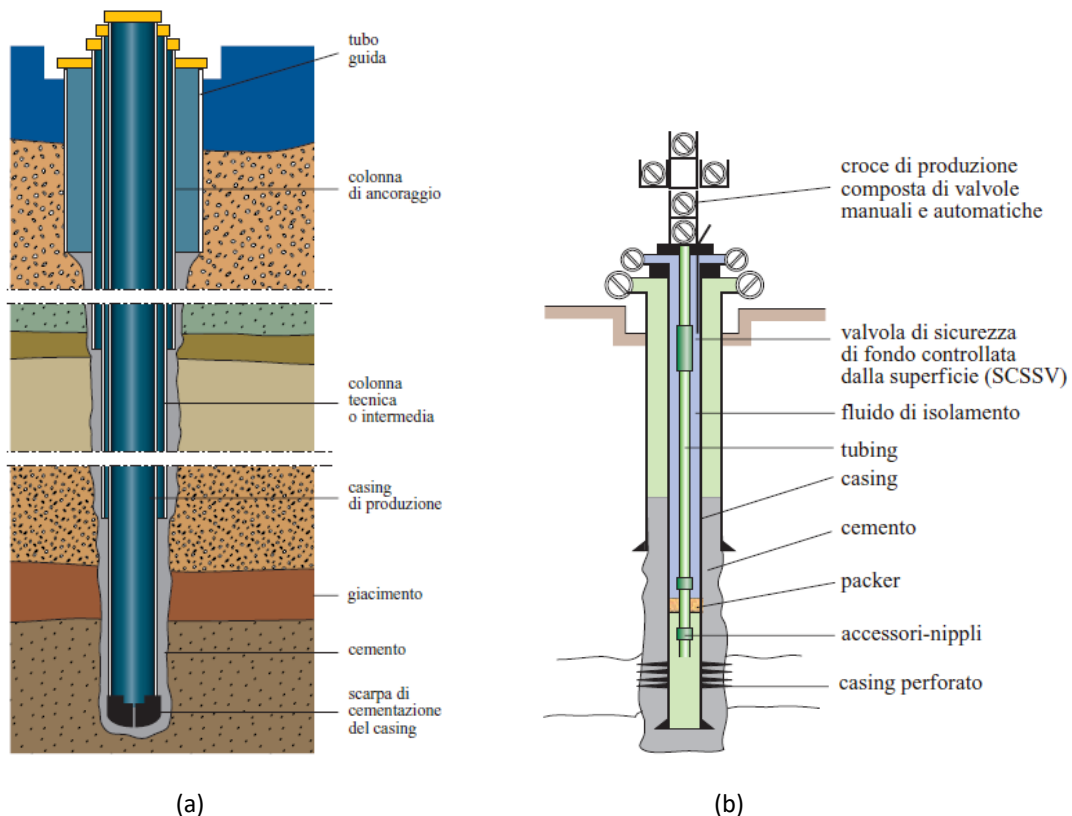 tubo
guida
colonna
di ancoraggio
colonna
tecnica
o intermedia
casing
di produzione
giacimento
cemento
scarpa di
cementazione
del casing
(a)
croce di produzione
composta di valvole
manuali e automatiche
valvola di sicurezza
di fondo controllata
dalla superficie (SCSSV)
fluido di isolamento
tubing
casing
cemento
packer
accessori-nippli
casing perforato
(b)